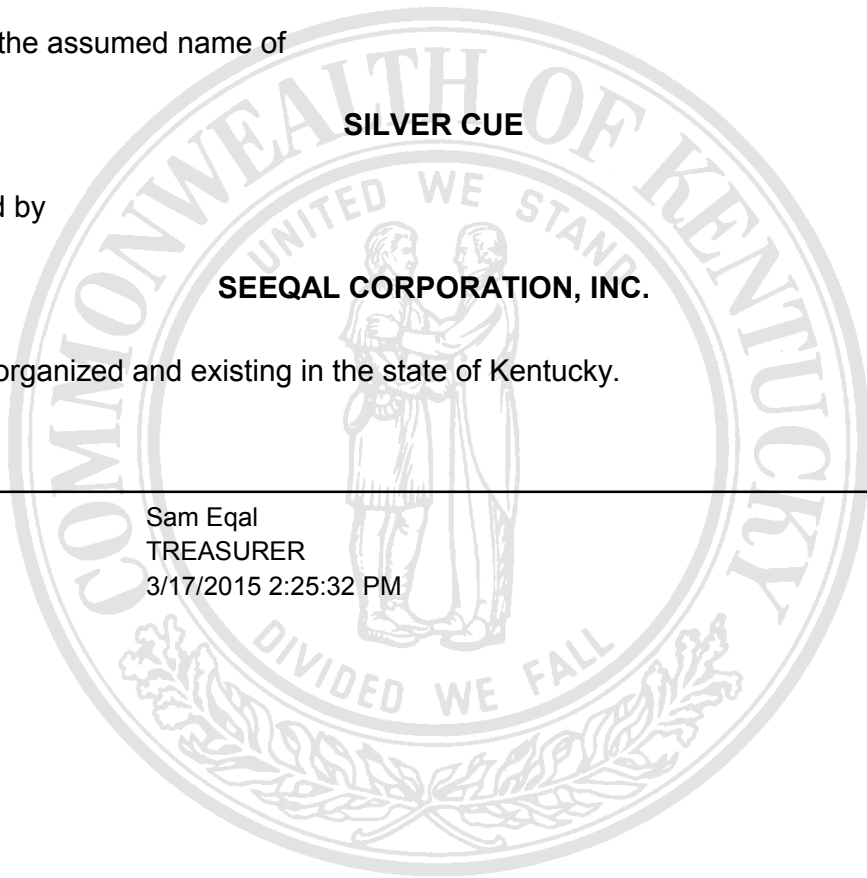 the assumed name of
SILVER CUE
d by
SEEQAL CORPORATION, INC.
organized and existing in the state of Kentucky.
Sam Eqal
TREASURER
3/17/2015 2:25:32 PM
COMMONWEALTH OF KENTUCKY
UNITED WE STAND
DIVIDED WE FALL